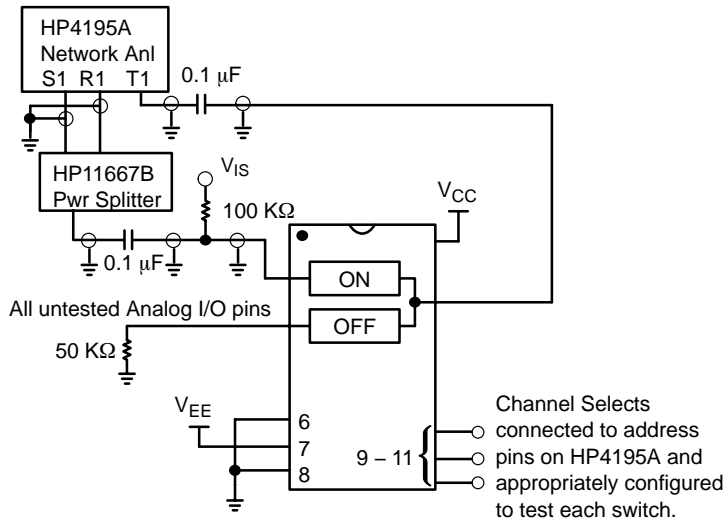 HP4195A
Network Anl
S1 R1 T1
0.1 µF
HP11667B
Pwr Splitter
VIS
100 KΩ
0.1 µF
VCC
ON
OFF
All untested Analog I/O pins
50 KΩ
VEE
6
7
8
9 – 11
Channel Selects
connected to address
pins on HP4195A and
appropriately configured
to test each switch.